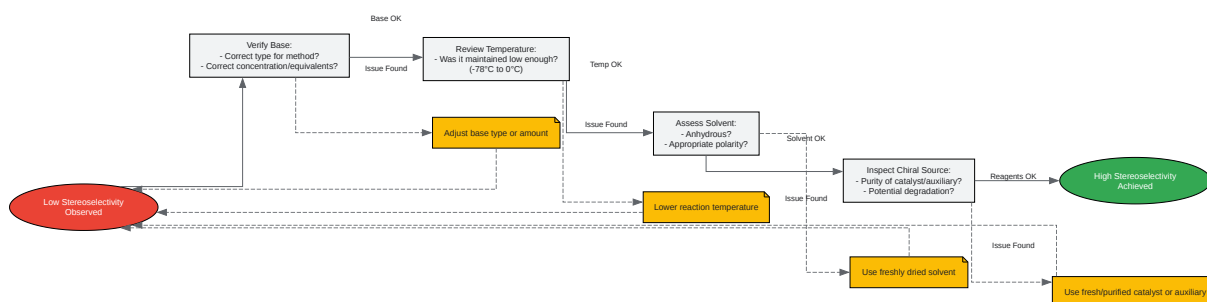 Base OK
Verify Base:
- Correct type for method?
- Correct concentration/equivalents?
Issue Found
Review Temperature:
- Was it maintained low enough?
(-78°C to 0°C)
Temp OK
Adjust base type or amount
Issue Found
Assess Solvent:
- Anhydrous?
- Appropriate polarity?
Solvent OK
Inspect Chiral Source:
- Purity of catalyst/auxiliary?
- Potential degradation?
Reagents OK
High Stereoselectivity
Achieved
Low Stereoselectivity
Observed
Lower reaction temperature
Issue Found
Issue Found
Use freshly dried solvent
Use fresh/purified catalyst or auxiliary